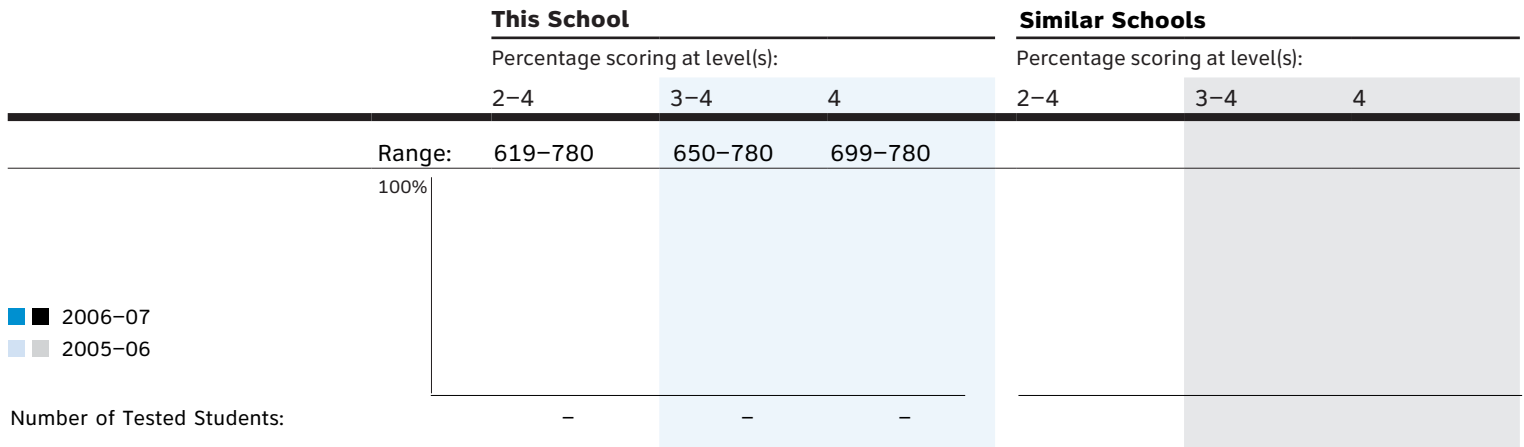 This School Similar Schools
Percentage scoring at level(s): Percentage scoring at level(s):
2–4 3–4 4 2–4 3–4 4
Range: 619–780 650–780 699–780
100%
2006–07
2005–06
Number of Tested Students: – – –